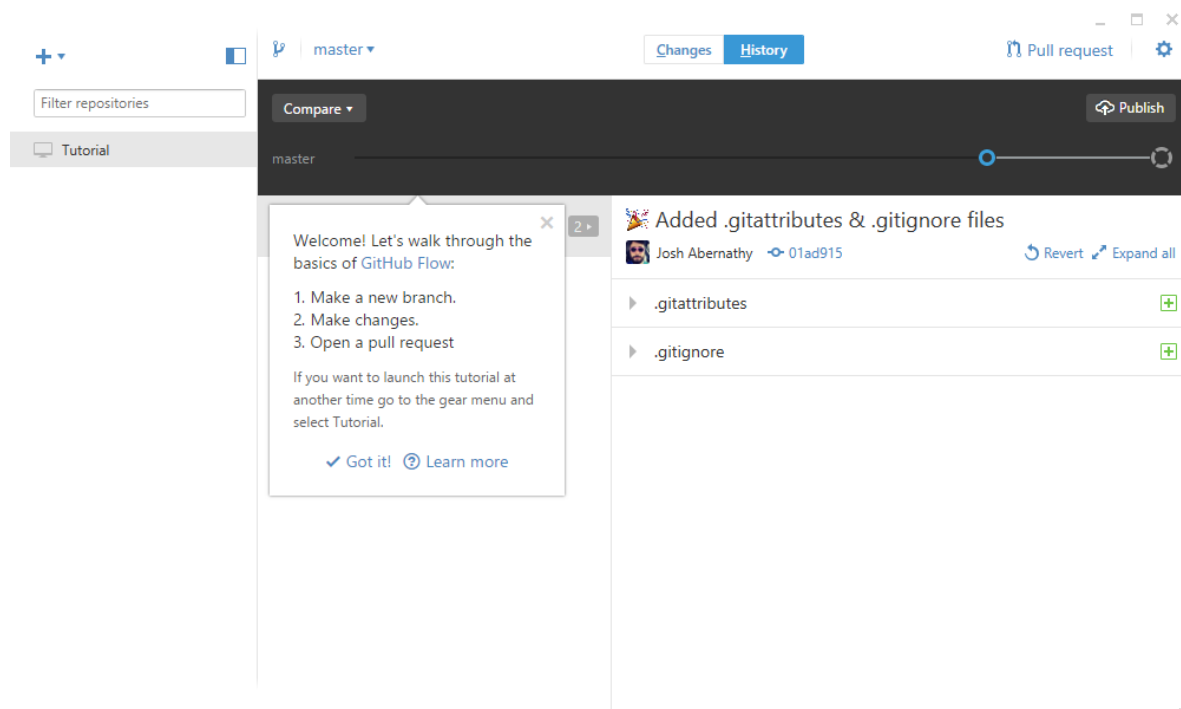 master
Changes
History
Pull request
Filter repositories
Tutorial
Compare
Publish
master
2
Welcome! Let's walk through the
basics of GitHub Flow:
1. Make a new branch.
2. Make changes.
3. Open a pull request
If you want to launch this tutorial at
another time go to the gear menu and
select Tutorial.
Got it! Learn more
Added .gitattributes & .gitignore files
Josh Abernathy 01ad915 Revert Expand all
.gitattributes
.gitignore